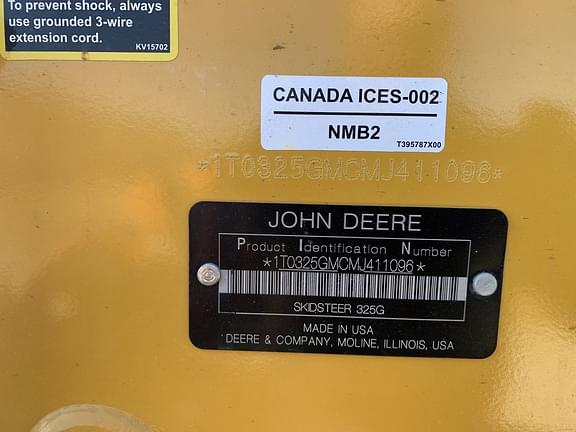 To prevent shock, always
use grounded 3-wire
extension cord.
KV15702
CANADA ICES-002
NMB2
T395787X00
*1T0325GMCMJ411096*
JOHN DEERE
Product Identification Number
*1T0325GMCMJ411096*
SKIDSTEER 325G
MADE IN USA
DEERE & COMPANY, MOLINE, ILLINOIS, USA